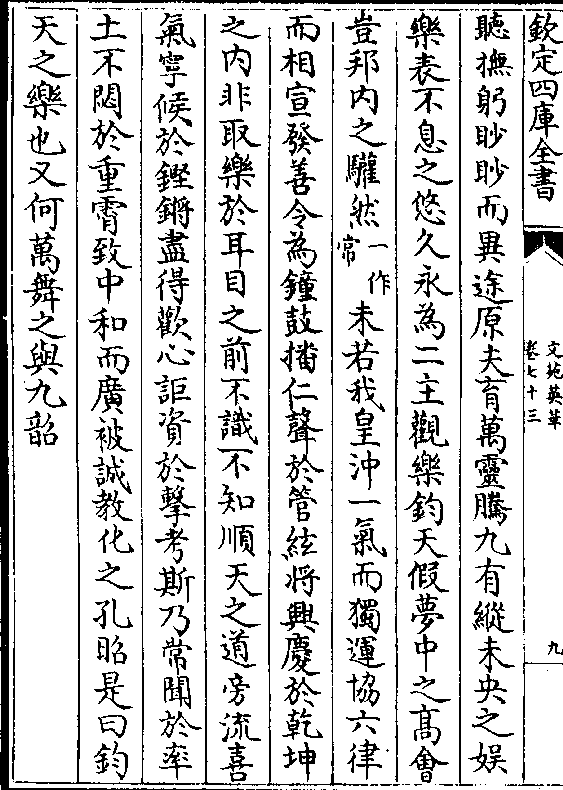 欽定四庫全書
文苑英華
卷七十三
九
聽撫躬眇眇而異途原夫育萬靈騰九有縱未央之娱
樂表不息之悠久永為二主觀樂鈞天假夢中之髙會
豈邦内之驩然一作常未若我皇沖一氣而獨運協六律
而相宣發善令為鐘鼓播仁聲於管絃将興慶於乾坤
之内非取樂於耳目之前不識不知順天之道旁流喜
氣寧候於鏗鏘盡得歡心詎資於擊考斯乃常聞於率
土不閟於重霄致中和而廣被誠教化之孔昭是曰鈞
天之樂也又何萬舞之與九韶